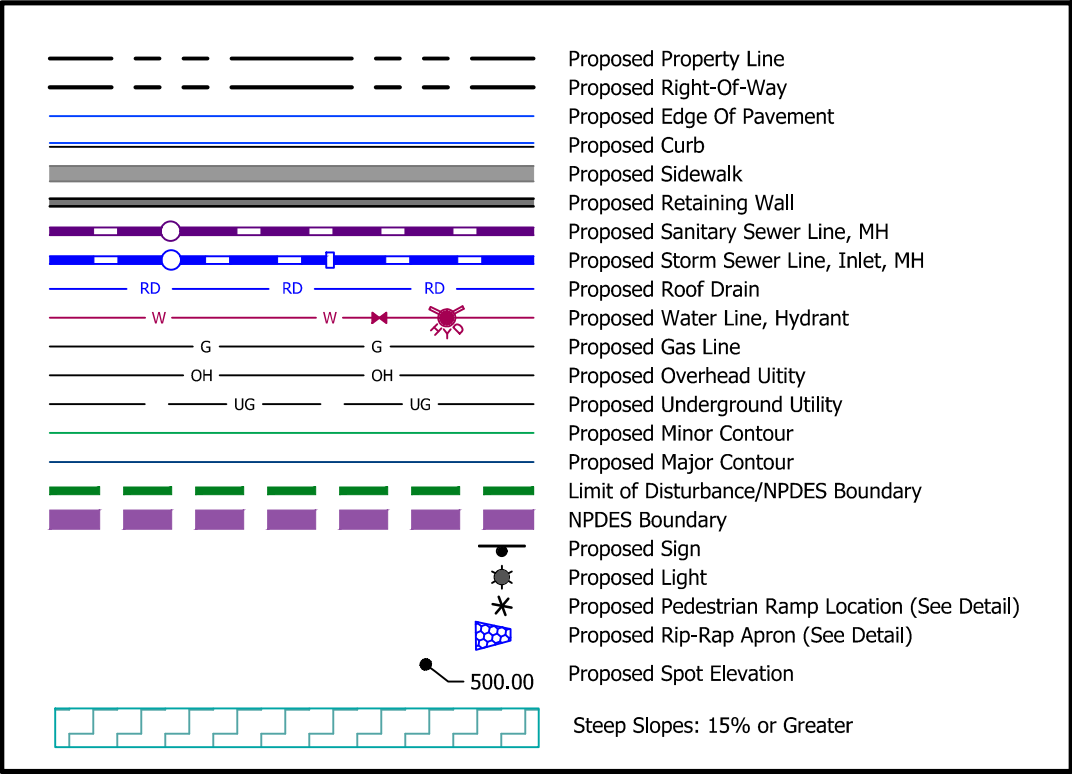 Proposed Property Line
Proposed Right-Of-Way
Proposed Edge Of Pavement
Proposed Curb
Proposed Sidewalk
Proposed Retaining Wall
Proposed Sanitary Sewer Line, MH
Proposed Storm Sewer Line, Inlet, MH
RD RD RD Proposed Roof Drain
W W HYD Proposed Water Line, Hydrant
G G Proposed Gas Line
OH OH Proposed Overhead Uitity
UG UG Proposed Underground Utility
Proposed Minor Contour
Proposed Major Contour
Limit of Disturbance/NPDES Boundary
NPDES Boundary
Proposed Sign
Proposed Light
Proposed Pedestrian Ramp Location (See Detail)
Proposed Rip-Rap Apron (See Detail)
500.00 Proposed Spot Elevation
Steep Slopes: 15% or Greater